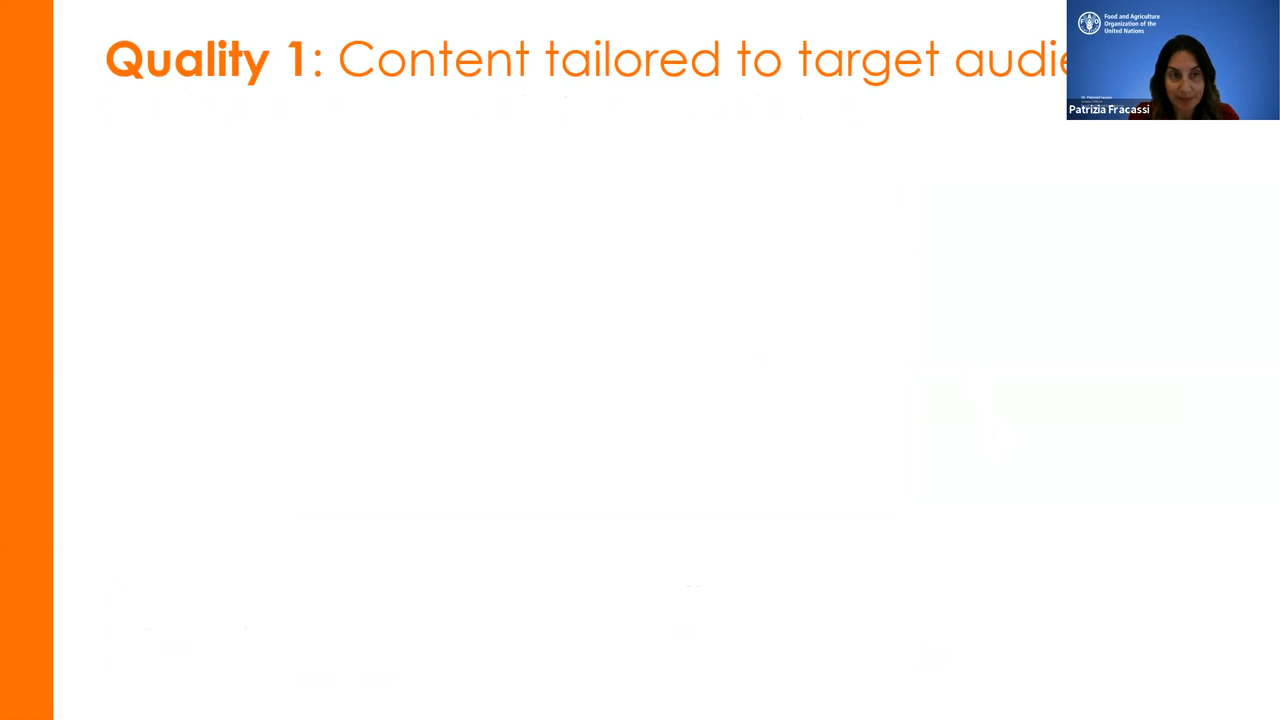 Quality 1: Content tailored to target audie
Food and Agriculture
Organization of the
United Nations
Patrizia Fracassi